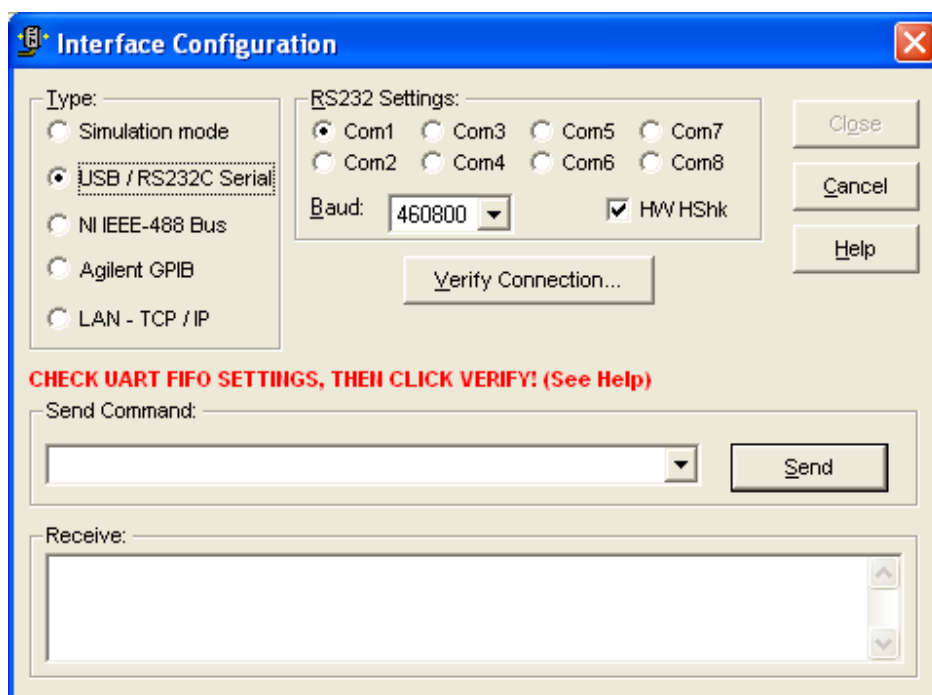 Interface Configuration
Type:
Simulation mode
USB / RS232C Serial
NI IEEE-488 Bus
Agilent GPIB
LAN - TCP / IP
RS232 Settings:
Com1 Com3 Com5 Com7
Com2 Com4 Com6 Com8
Baud: 460800 HW HShk
Verify Connection...
Close
Cancel
Help
CHECK UART FIFO SETTINGS, THEN CLICK VERIFY! (See Help)
Send Command:
Send
Receive: